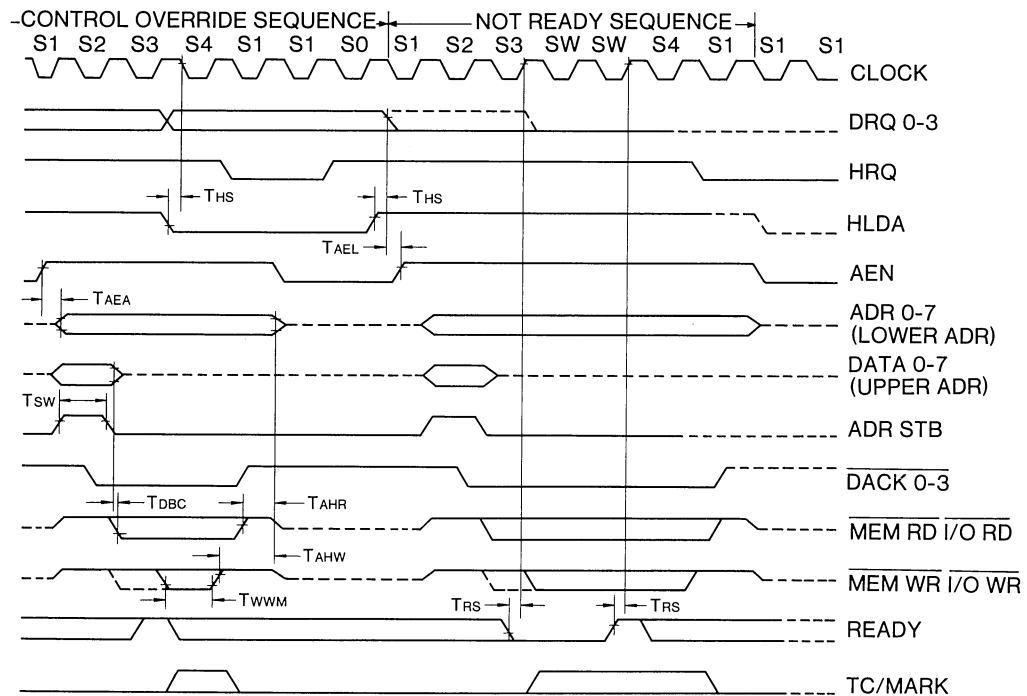 CONTROL OVERRIDE SEQUENCE NOT READY SEQUENCE
S1 S2 S3 S4 S1 S1 S0 S1 S2 S3 SW SW S4 S1 S1 S1
CLOCK
DRQ 0-3
HRQ
THS THS
HLDA
TAEL
AEN
TAEA
ADR 0-7
(LOWER ADR)
DATA 0-7
(UPPER ADR)
TSW
ADR STB
DACK 0-3
TDBC TAHR
MEM RD I/O RD
TAHW
MEM WR I/O WR
TWWM TRS TRS
READY
TC/MARK